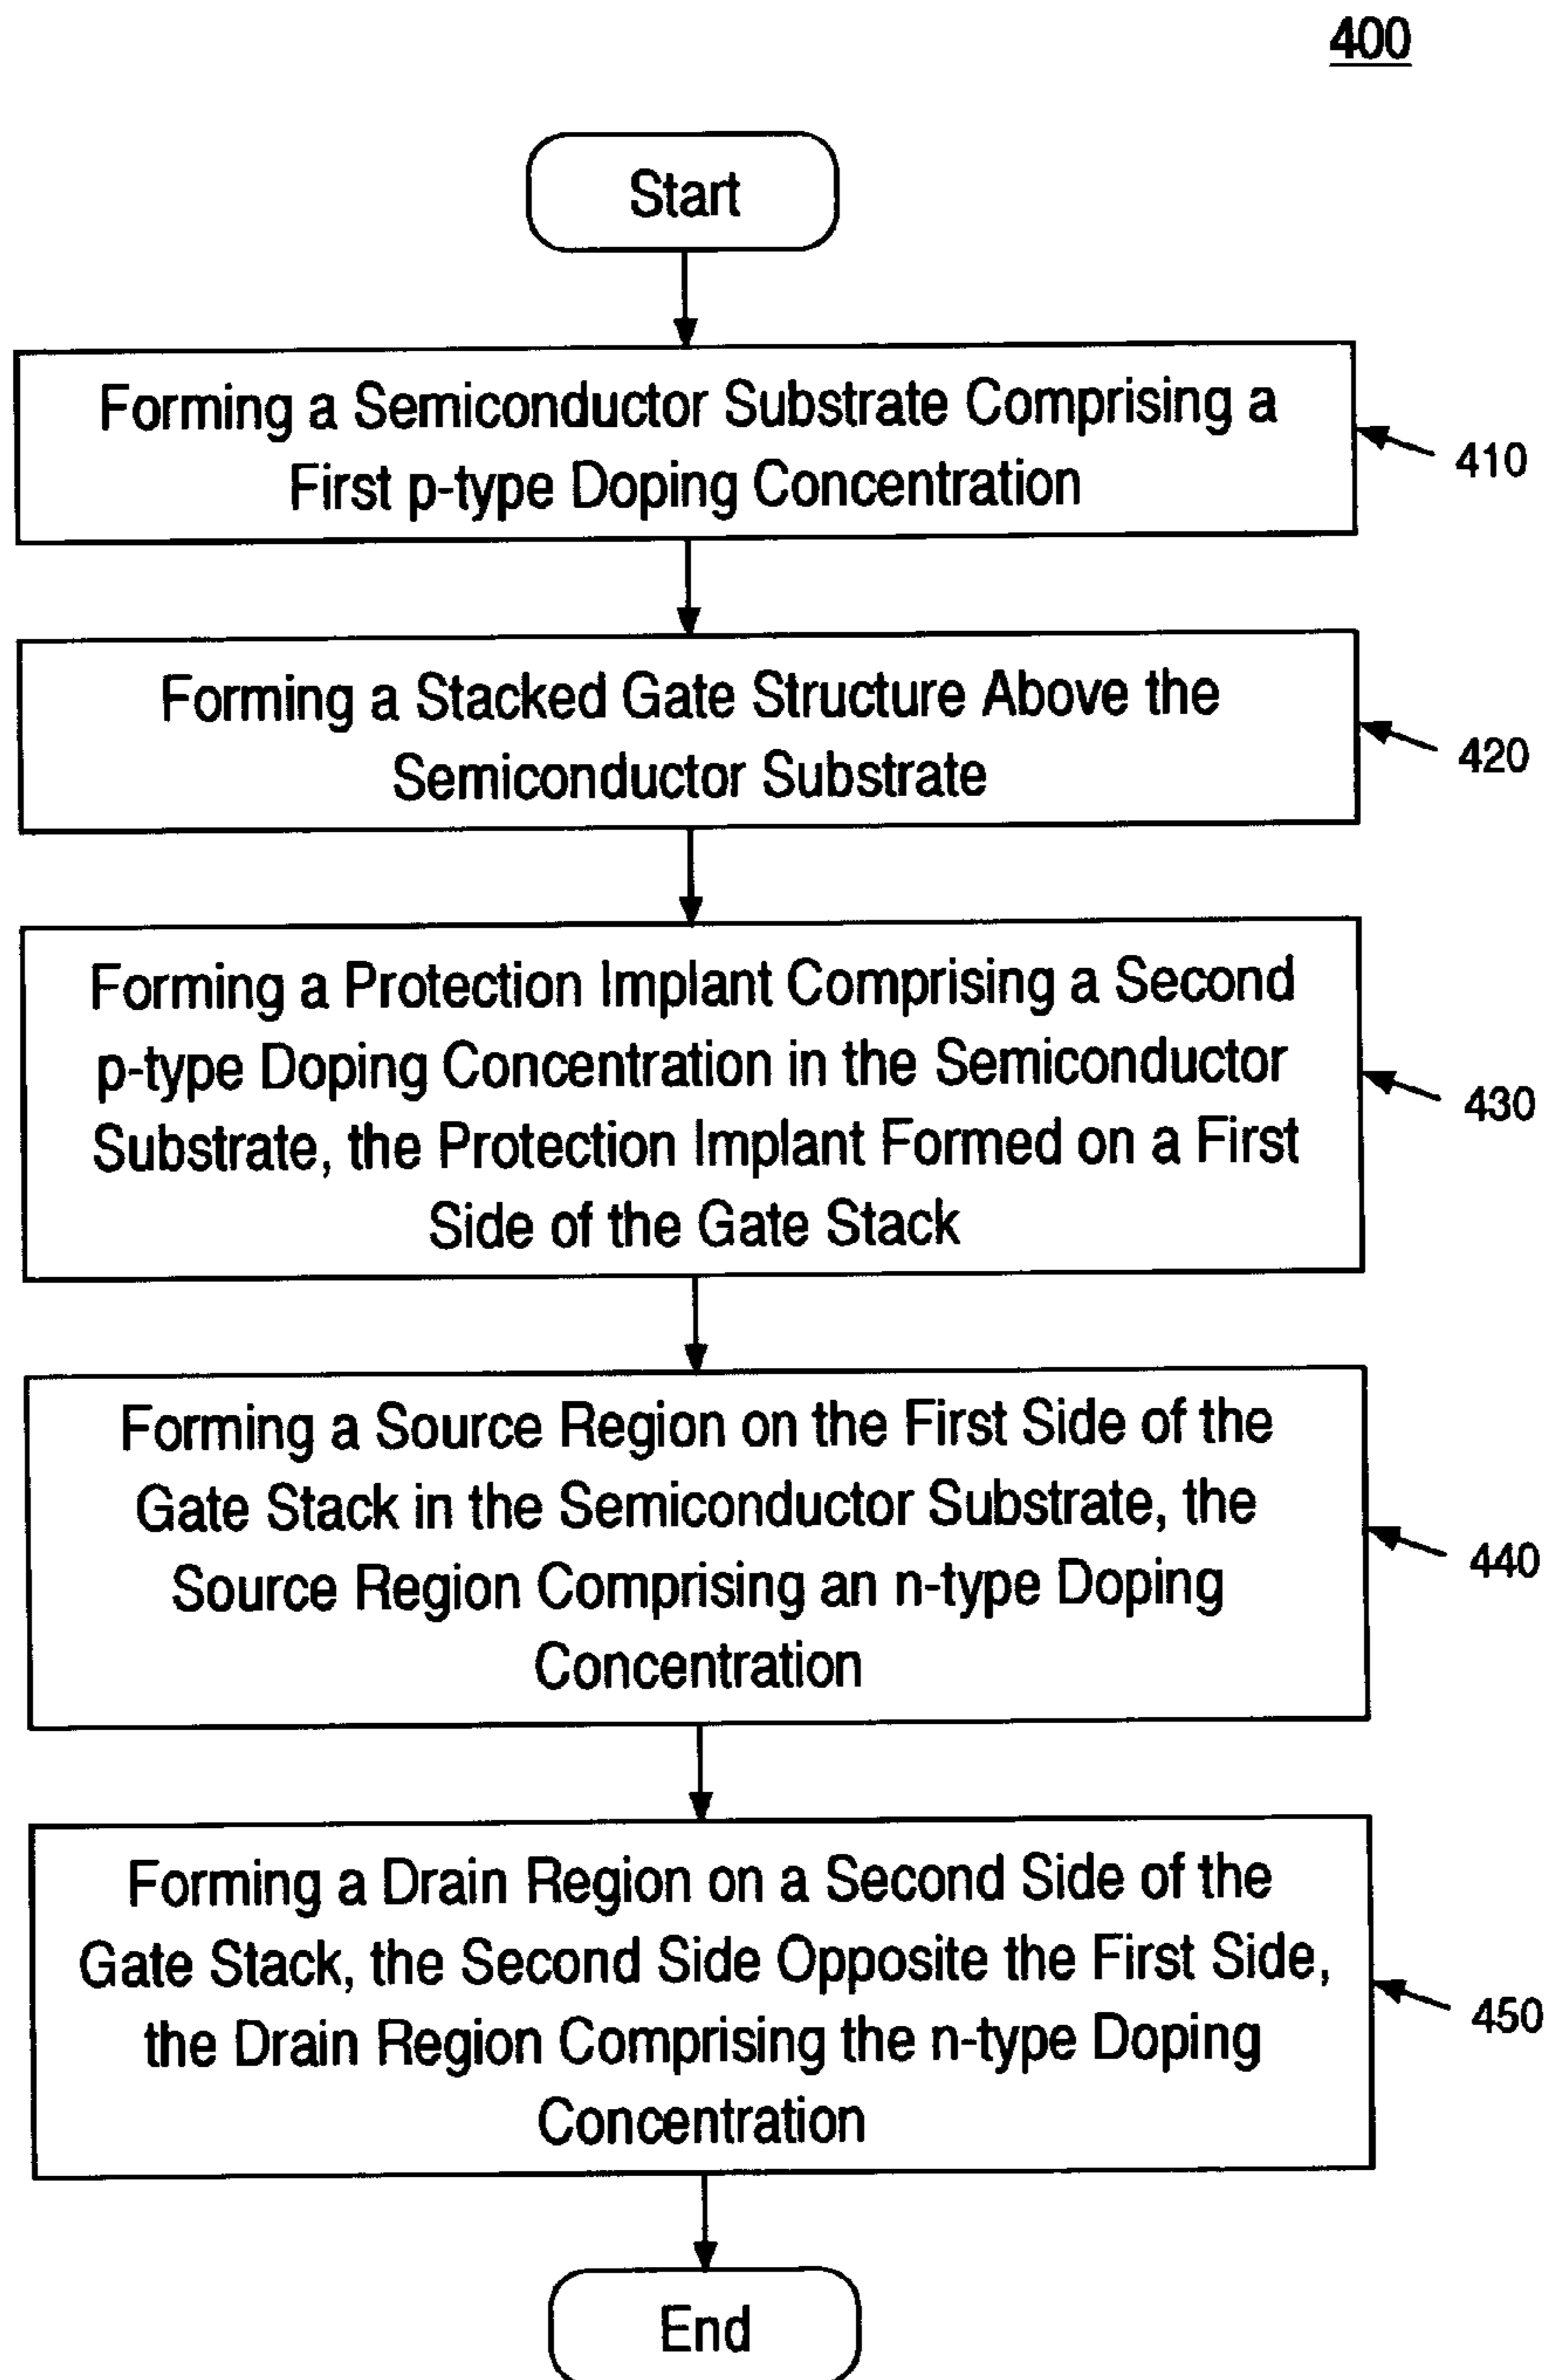 400
Start
Forming a Semiconductor Substrate Comprising a
First p-type Doping Concentration
410
Forming a Stacked Gate Structure Above the
Semiconductor Substrate
420
Forming a Protection Implant Comprising a Second
p-type Doping Concentration in the Semiconductor
Substrate, the Protection Implant Formed on a First
Side of the Gate Stack
430
Forming a Source Region on the First Side of the
Gate Stack in the Semiconductor Substrate, the
Source Region Comprising an n-type Doping
Concentration
440
Forming a Drain Region on a Second Side of the
Gate Stack, the Second Side Opposite the First Side,
the Drain Region Comprising the n-type Doping
Concentration
450
End